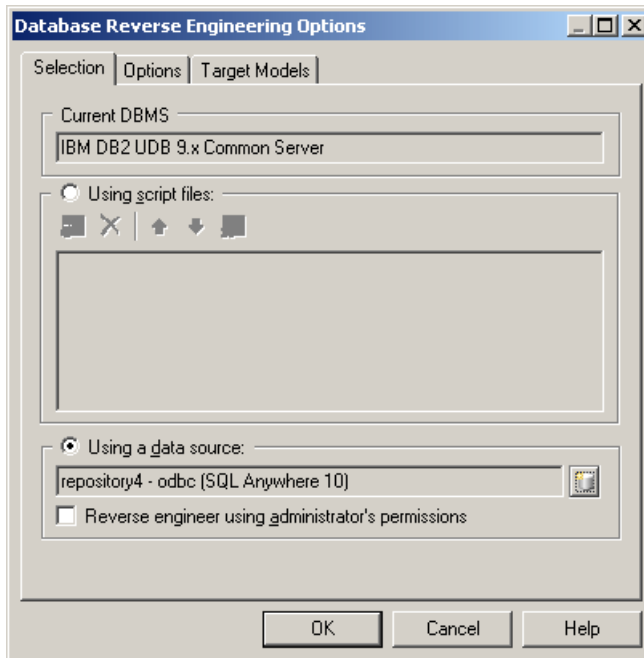 Database Reverse Engineering Options
Selection Options Target Models
Current DBMS
IBM DB2 UDB 9.x Common Server
Using script files:
Using a data source:
repository4 - odbc (SQL Anywhere 10)
Reverse engineer using administrator's permissions
OK Cancel Help